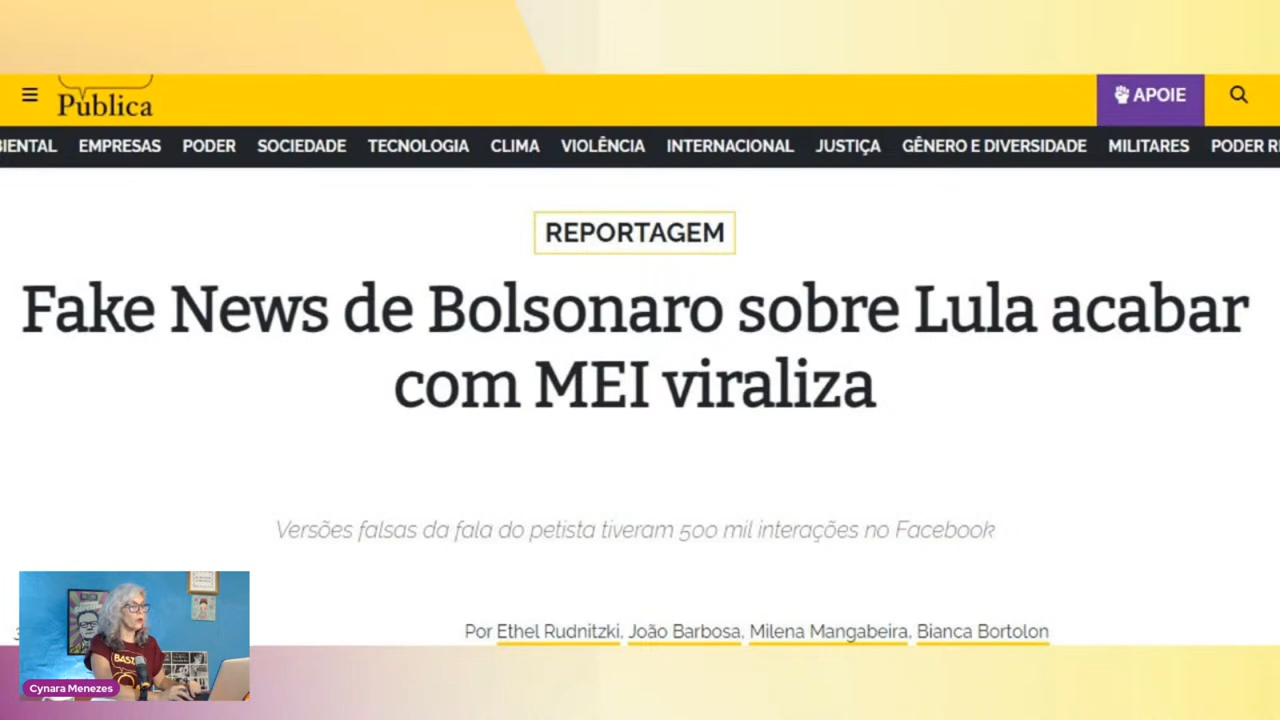 Pública
APOIE
BIENTAL EMPRESAS PODER SOCIEDADE TECNOLOGIA CLIMA VIOLÊNCIA INTERNACIONAL JUSTIÇA GÊNERO E DIVERSIDADE MILITARES PODER R
REPORTAGEM
Fake News de Bolsonaro sobre Lula acabar
com MEI viraliza
Versões falsas da fala do petista tiveram 500 mil interações no Facebook
Por Ethel Rudnitzki, João Barbosa, Milena Mangabeira, Bianca Bortolon
BAST
Cynara Menezes